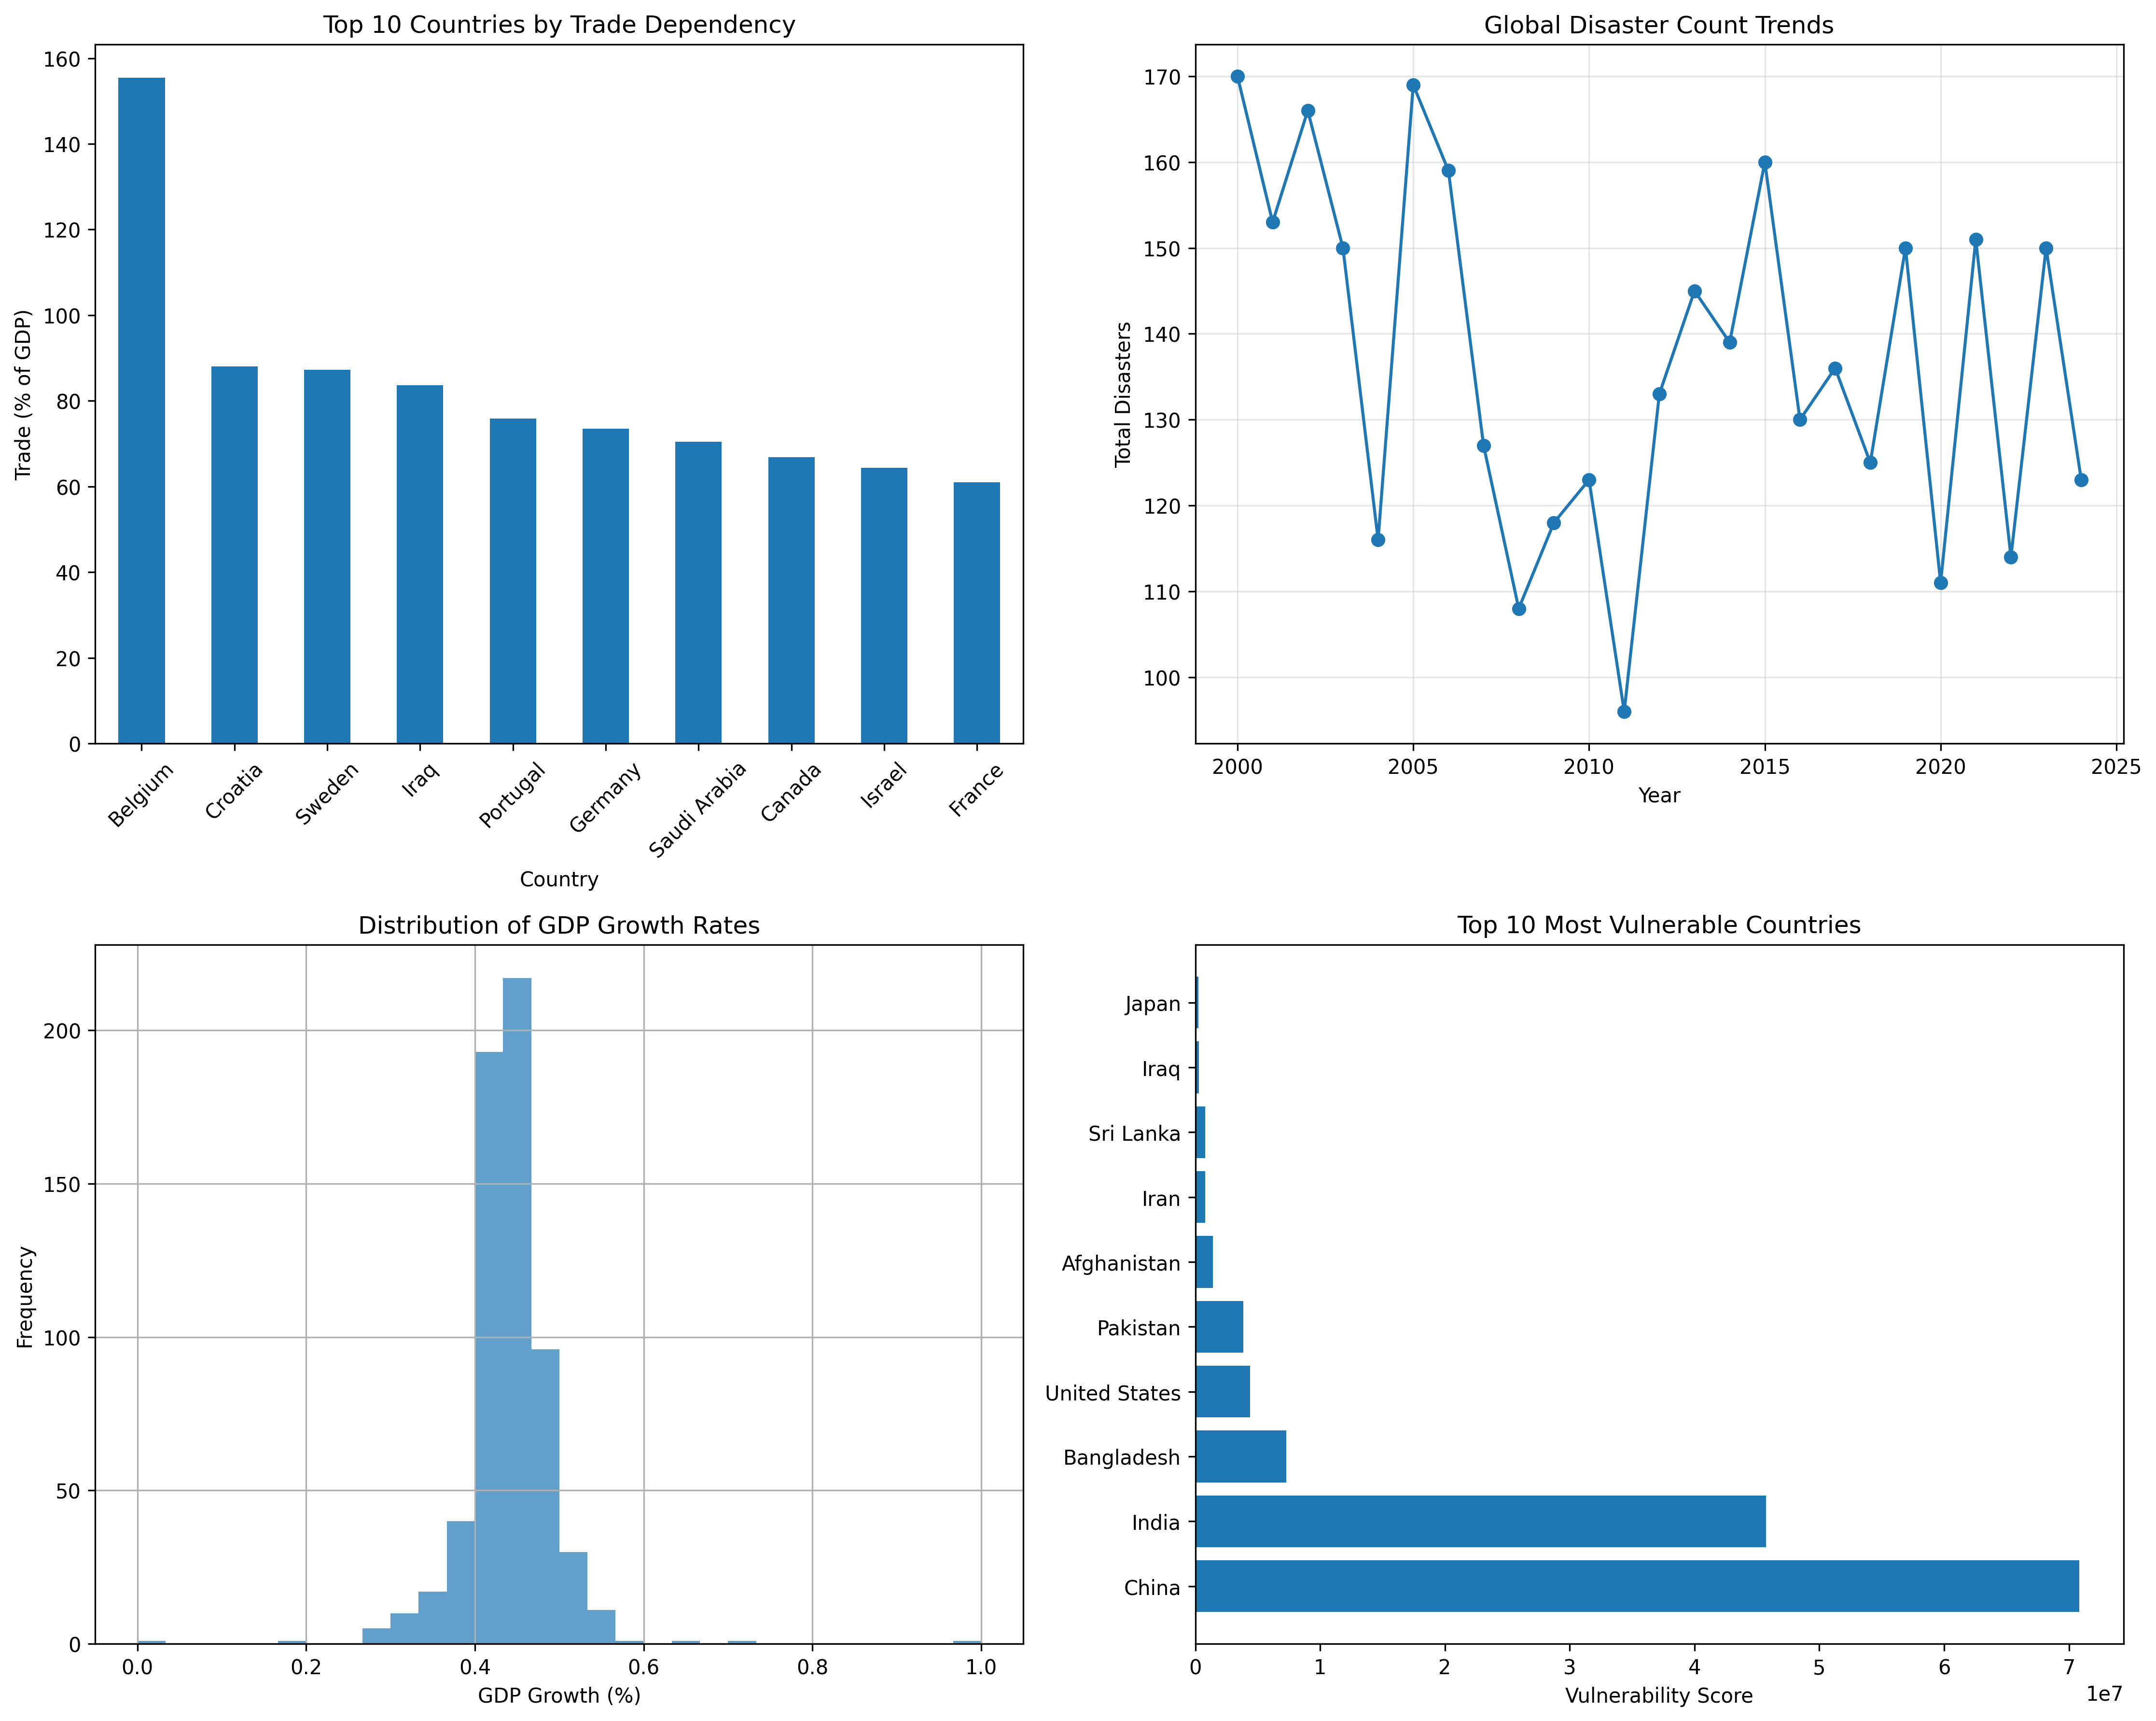 Top 10 Countries by Trade Dependency
Trade (% of GDP)
160
140
120
100
80
60
40
20
0
Belgium
Croatia
Sweden
Iraq
Portugal
Germany
Saudi Arabia
Canada
Israel
France
Country
Global Disaster Count Trends
Total Disasters
170
160
150
140
130
120
110
100
2000
2005
2010
2015
2020
2025
Year
Distribution of GDP Growth Rates
Frequency
200
150
100
50
0
0.0
0.2
0.4
0.6
0.8
1.0
GDP Growth (%)
Top 10 Most Vulnerable Countries
Japan
Iraq
Sri Lanka
Iran
Afghanistan
Pakistan
United States
Bangladesh
India
China
0
1
2
3
4
5
6
7
1e7
Vulnerability Score